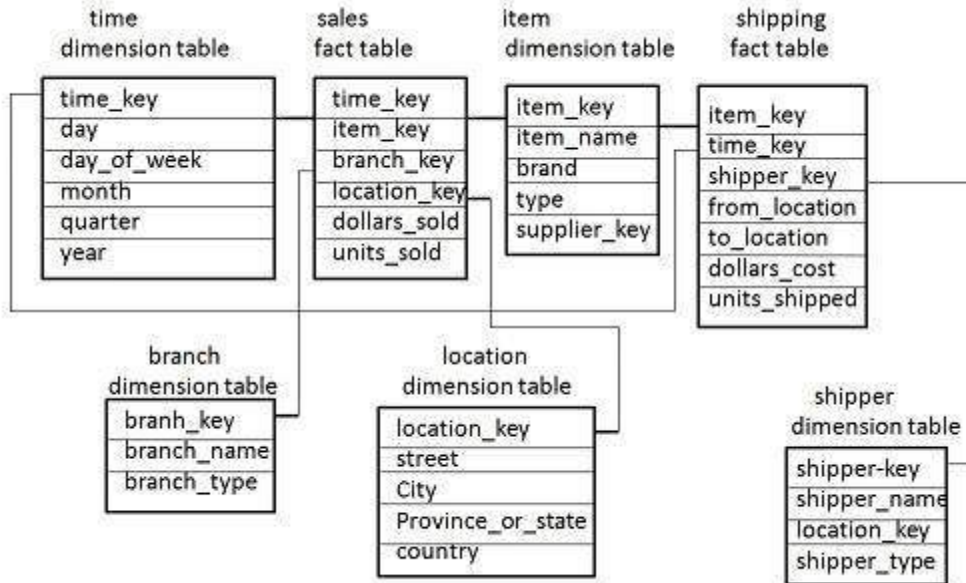 time
dimension table
time_key
day
day_of_week
month
quarter
year
sales
fact table
time_key
item_key
branch_key
location_key
dollars_sold
units_sold
item
dimension table
item_key
item_name
brand
type
supplier_key
shipping
fact table
item_key
time_key
shipper_key
from_location
to_location
dollars_cost
units_shipped
branch
dimension table
branh_key
branch_name
branch_type
location
dimension table
location_key
street
City
Province_or_state
country
shipper
dimension table
shipper-key
shipper_name
location_key
shipper_type